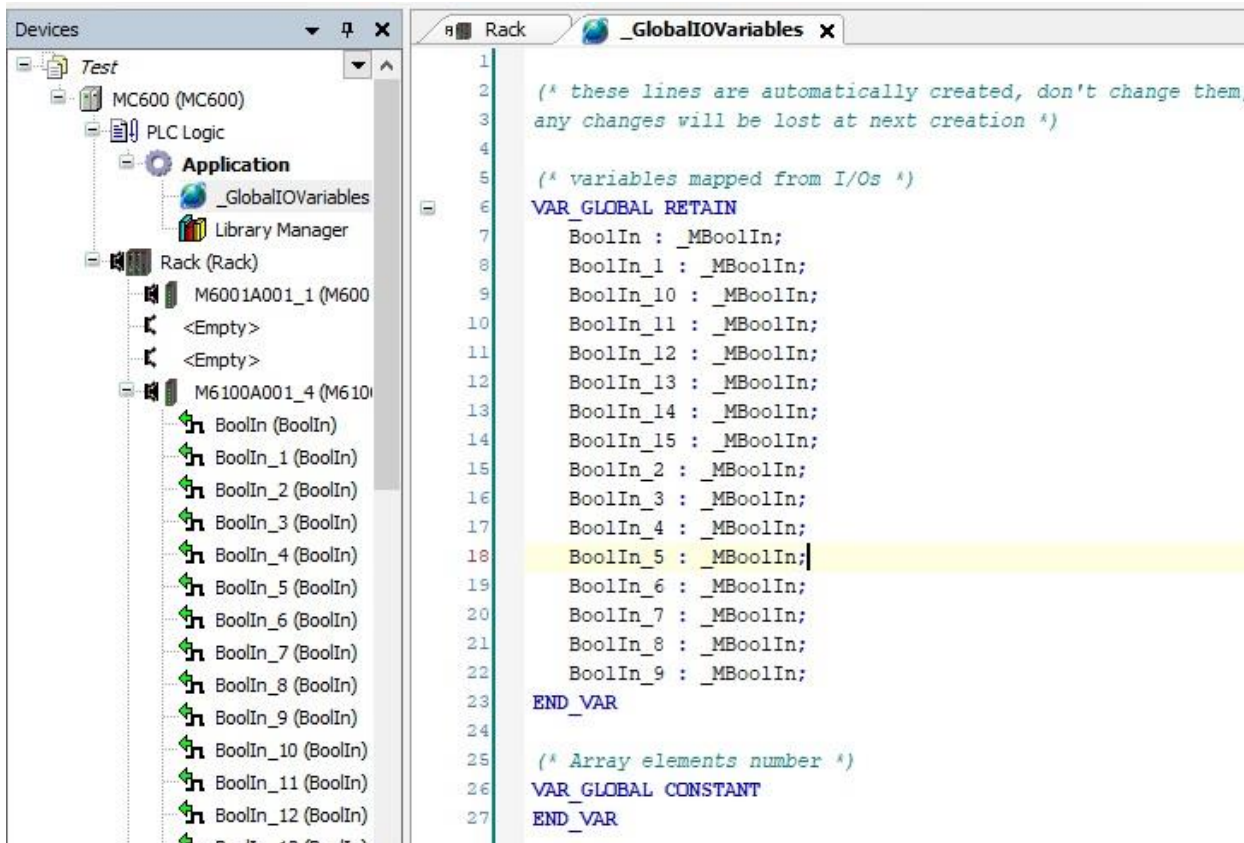 Devices
Test
MC600 (MC600)
PLC Logic
Application
_GlobalIOVariables
Library Manager
Rack (Rack)
M6001A001_1 (M600
<Empty>
<Empty>
M6100A001_4 (M610
BoolIn (BoolIn)
BoolIn_1 (BoolIn)
BoolIn_2 (BoolIn)
BoolIn_3 (BoolIn)
BoolIn_4 (BoolIn)
BoolIn_5 (BoolIn)
BoolIn_6 (BoolIn)
BoolIn_7 (BoolIn)
BoolIn_8 (BoolIn)
BoolIn_9 (BoolIn)
BoolIn_10 (BoolIn)
BoolIn_11 (BoolIn)
BoolIn_12 (BoolIn)
Rack _GlobalIOVariables
1
2 (* these lines are automatically created, don't change them,
3 any changes will be lost at next creation *)
4
5 (* variables mapped from I/Os *)
6 VAR_GLOBAL RETAIN
7 BoolIn : _MBoolIn;
8 BoolIn_1 : _MBoolIn;
9 BoolIn_10 : _MBoolIn;
10 BoolIn_11 : _MBoolIn;
11 BoolIn_12 : _MBoolIn;
12 BoolIn_13 : _MBoolIn;
13 BoolIn_14 : _MBoolIn;
14 BoolIn_15 : _MBoolIn;
15 BoolIn_2 : _MBoolIn;
16 BoolIn_3 : _MBoolIn;
17 BoolIn_4 : _MBoolIn;
18 BoolIn_5 : _MBoolIn;
19 BoolIn_6 : _MBoolIn;
20 BoolIn_7 : _MBoolIn;
21 BoolIn_8 : _MBoolIn;
22 BoolIn_9 : _MBoolIn;
23 END_VAR
24
25 (* Array elements number *)
26 VAR_GLOBAL CONSTANT
27 END_VAR